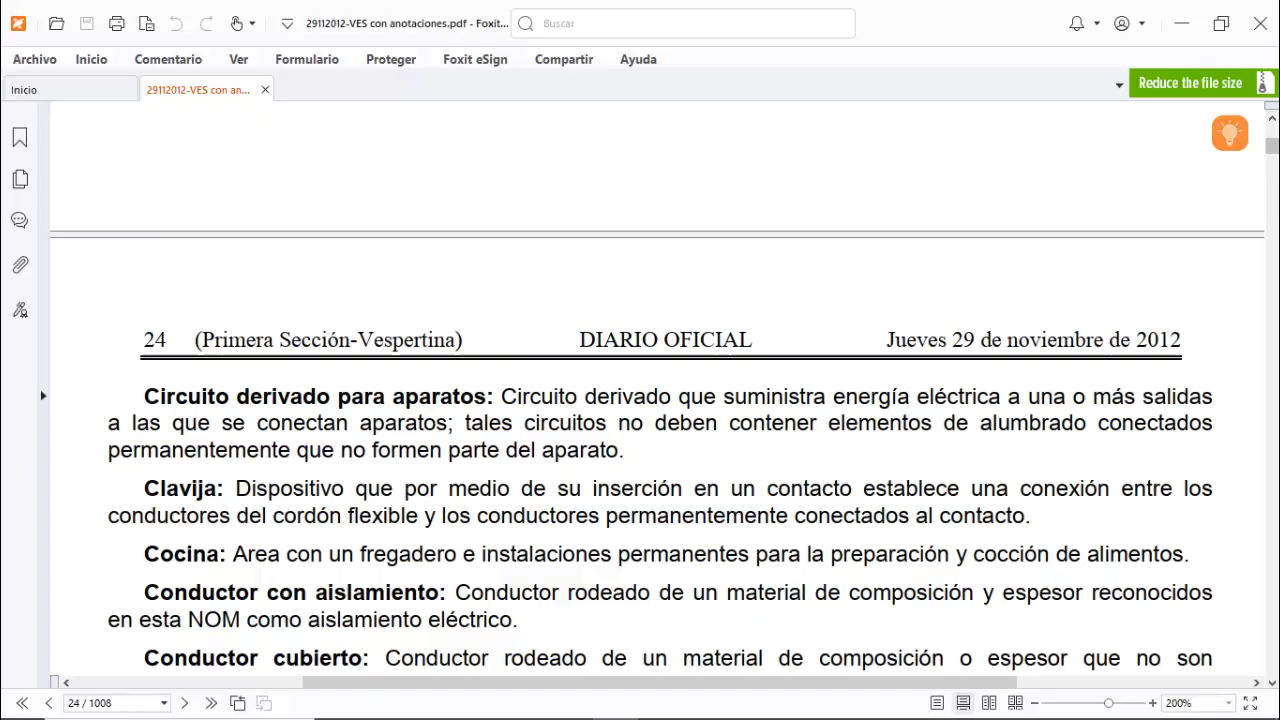 29112012-VES con anotaciones.pdf - Foxit...
Buscar
Archivo Inicio Comentario Ver Formulario Proteger Foxit eSign Compartir Ayuda
Inicio
29112012-VES con an...
Reduce the file size
24 (Primera Sección-Vespertina) DIARIO OFICIAL Jueves 29 de noviembre de 2012
Circuito derivado para aparatos: Circuito derivado que suministra energía eléctrica a una o más salidas
a las que se conectan aparatos; tales circuitos no deben contener elementos de alumbrado conectados
permanentemente que no formen parte del aparato.
Clavija: Dispositivo que por medio de su inserción en un contacto establece una conexión entre los
conductores del cordón flexible y los conductores permanentemente conectados al contacto.
Cocina: Area con un fregadero e instalaciones permanentes para la preparación y cocción de alimentos.
Conductor con aislamiento: Conductor rodeado de un material de composición y espesor reconocidos
en esta NOM como aislamiento eléctrico.
Conductor cubierto: Conductor rodeado de un material de composición o espesor que no son
24 / 1008
200%